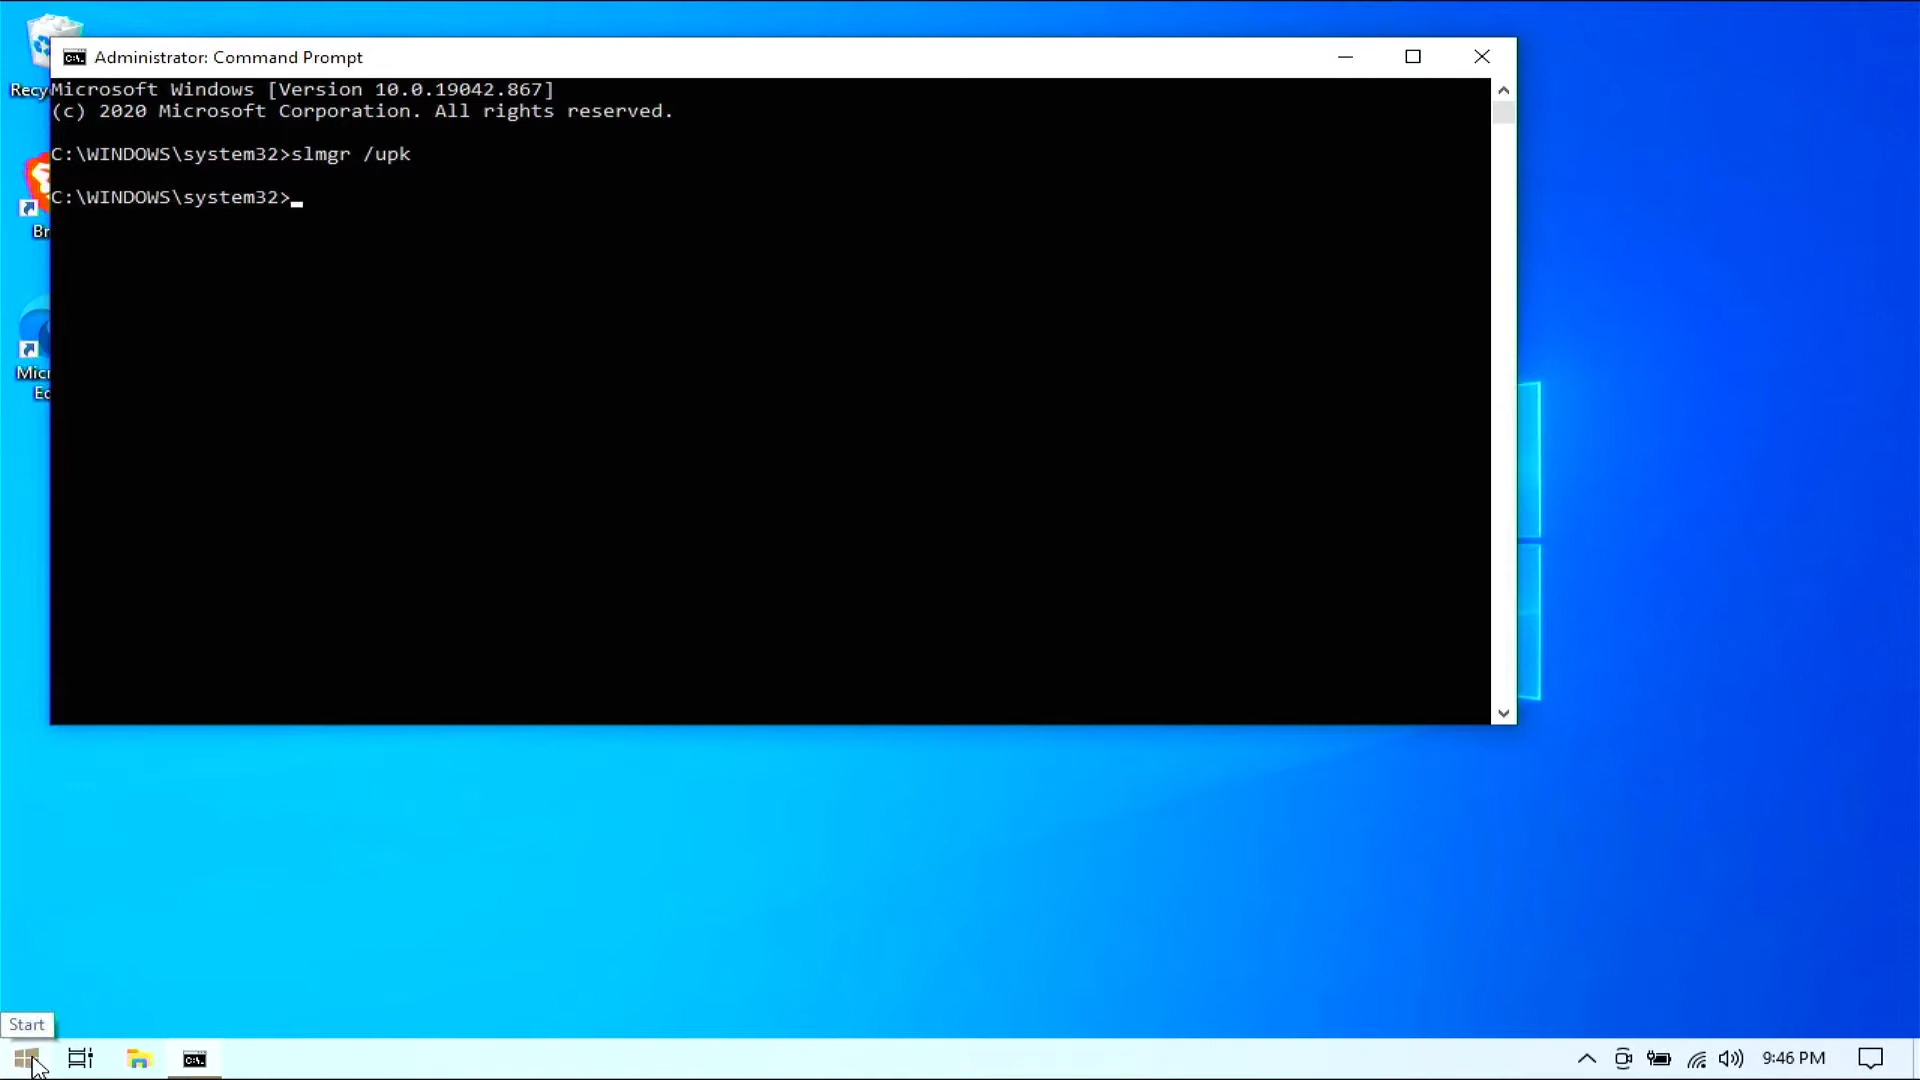 Administrator: Command Prompt
Recy
Microsoft Windows [Version 10.0.19042.867]
(c) 2020 Microsoft Corporation. All rights reserved.
C:\WINDOWS\system32>slmgr /upk
C:\WINDOWS\system32>
Br
Micr
Ed
Start
9:46 PM